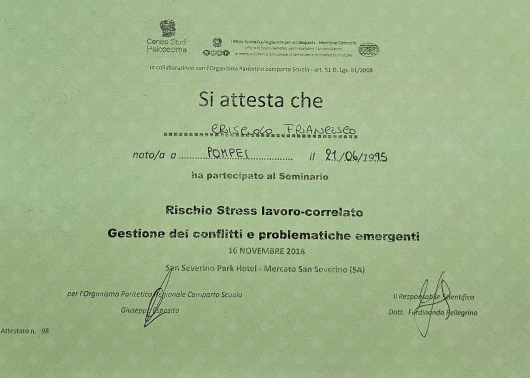 Centro Studi
Psicosoma
in collaborazione con l'Organismo Paritetico comparto Scuola - art. 51 D. Lgs. 81/2008
Si attesta che
FRANCESCO
nato/a a POMPEI il 21/06/1995
ha partecipato al Seminario
Rischio Stress lavoro-correlato
Gestione dei conflitti e problematiche emergenti
16 NOVEMBRE 2018
San Severino Park Hotel - Mercato San Severino (SA)
per l'Organismo Paritetico Regionale Comparto Scuola
Giuseppe Esposito
Il Responsabile Scientifico
Dott. Ferdinando Pellegrino
Attestato n. 98